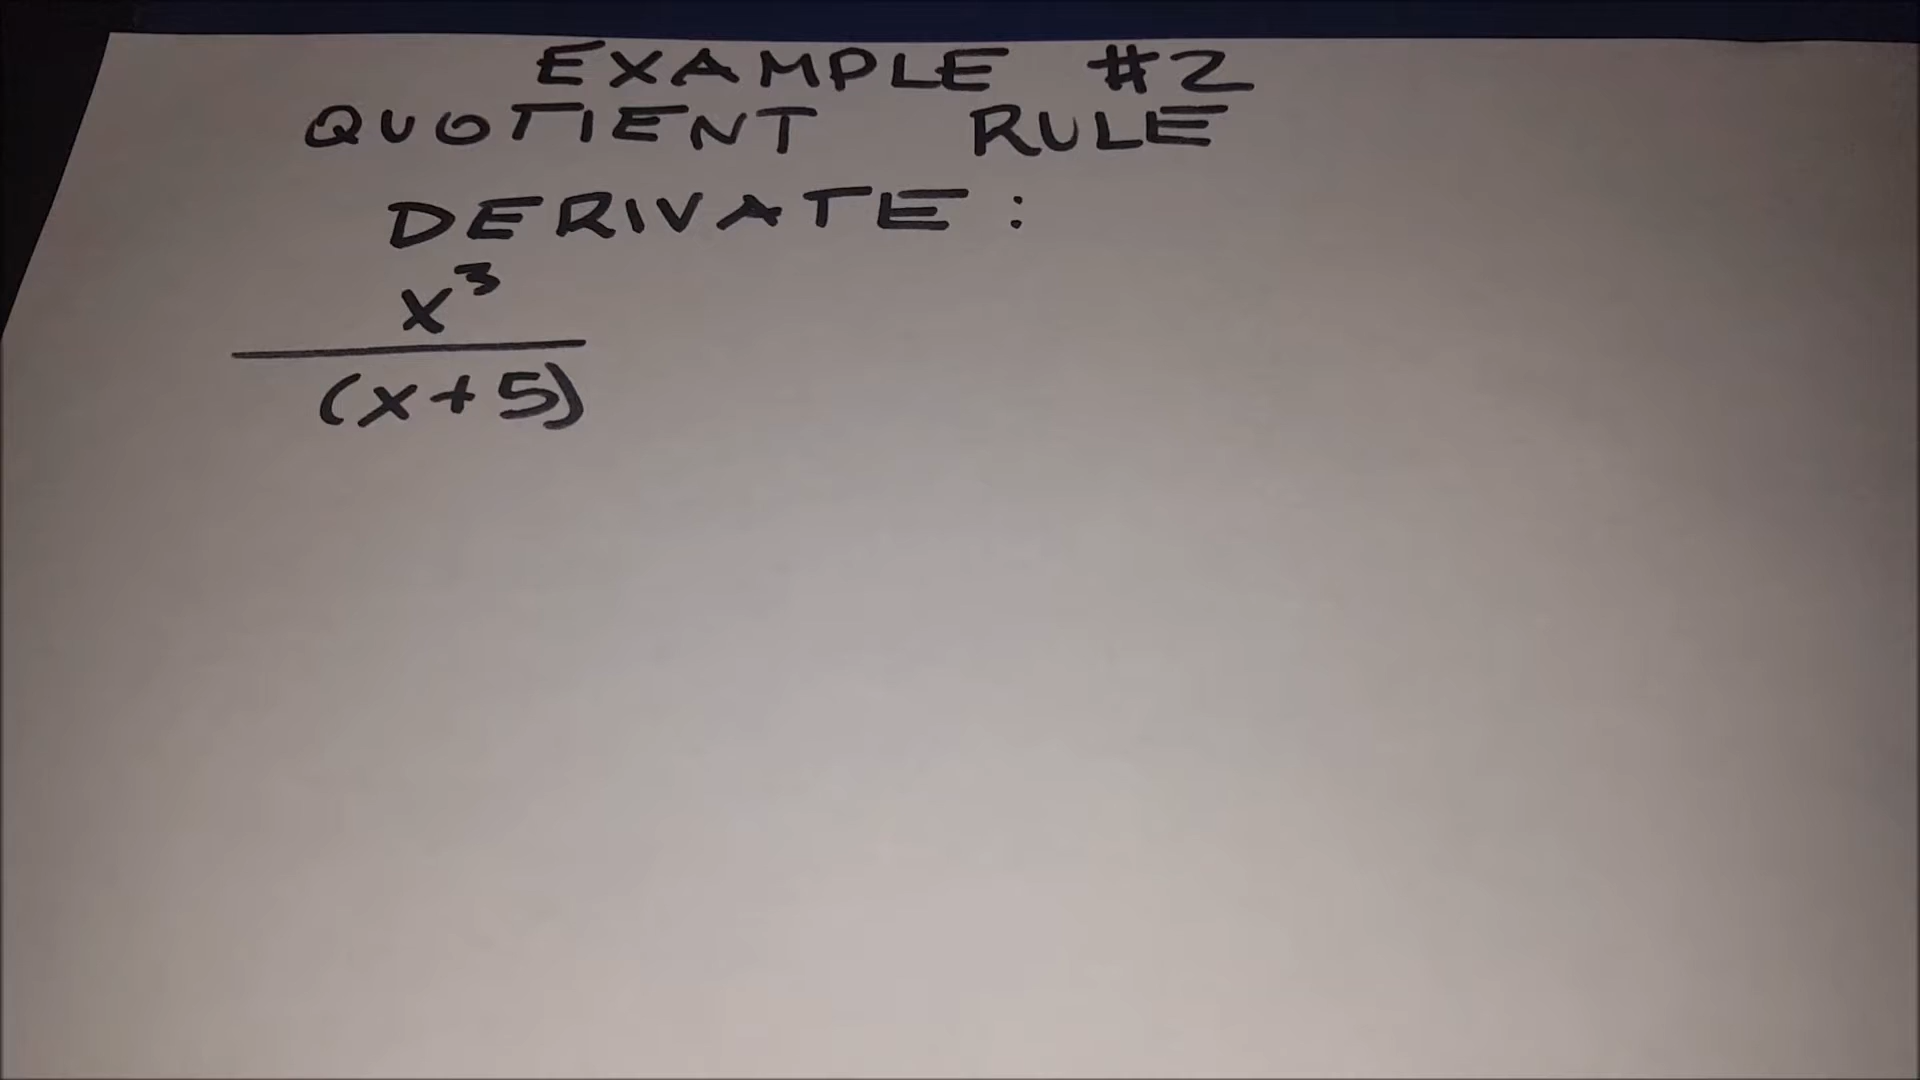 EXAMPLE #2
QUOTIENT RULE
DERIVATE:
x³
(x+5)